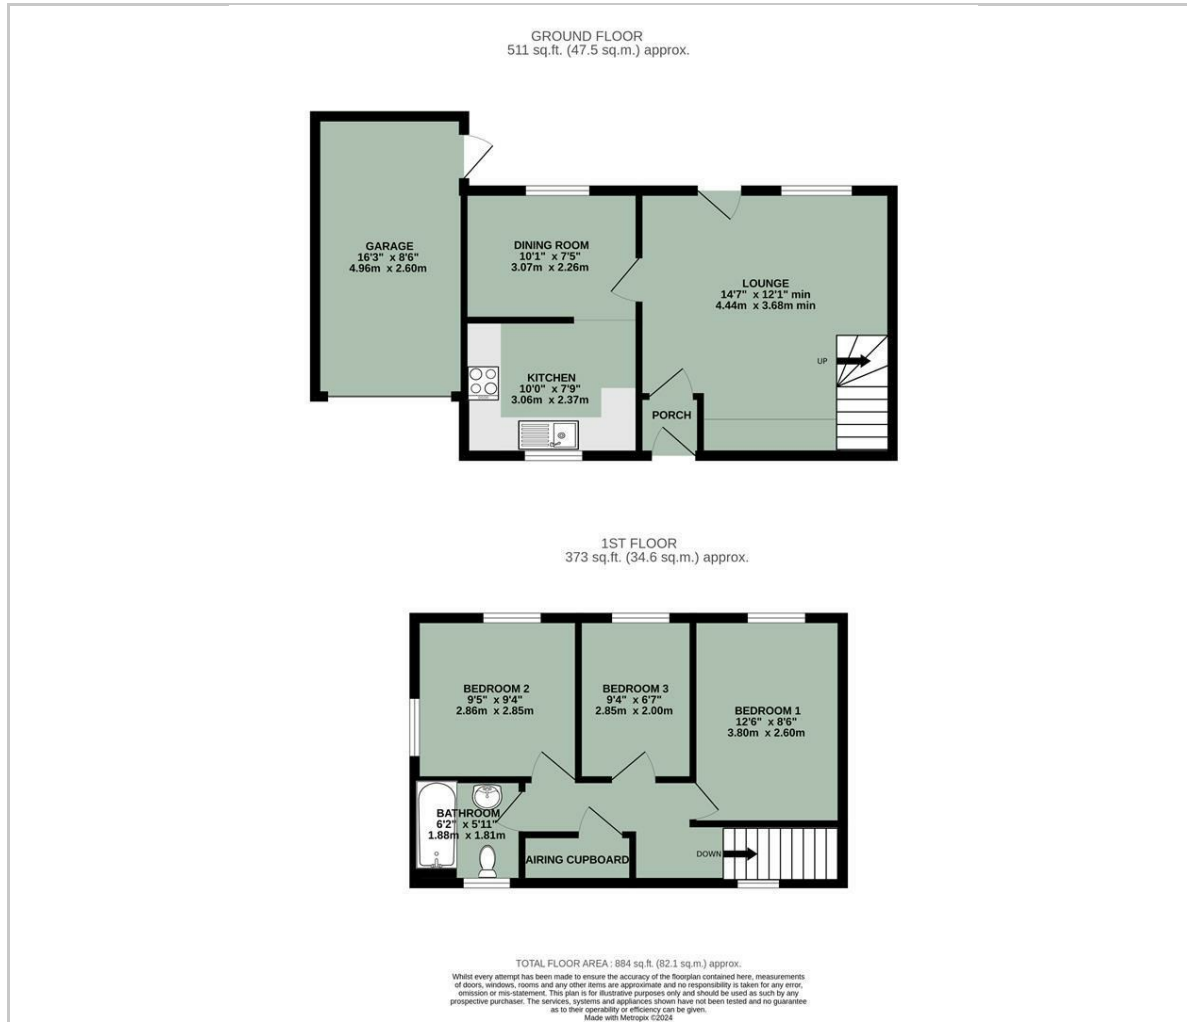 GROUND FLOOR
511 sq.ft. (47.5 sq.m.) approx.
GARAGE
16'3" x 8'6"
4.96m x 2.60m
DINING ROOM
10'1" x 7'5"
3.07m x 2.26m
LOUNGE
14'7" x 12'1" min
4.44m x 3.68m min
UP
KITCHEN
10'0" x 7'9"
3.06m x 2.37m
PORCH
1ST FLOOR
373 sq.ft. (34.6 sq.m.) approx.
BEDROOM 2
9'5" x 9'4"
2.86m x 2.85m
BEDROOM 3
9'4" x 6'7"
2.85m x 2.00m
BEDROOM 1
12'6" x 8'6"
3.80m x 2.60m
BATHROOM
6'2" x 5'11"
1.88m x 1.81m
AIRING CUPBOARD
DOWN
TOTAL FLOOR AREA : 884 sq.ft. (82.1 sq.m.) approx.
Whilst every attempt has been made to ensure the accuracy of the floorplan contained here, measurements
of doors, windows, rooms and any other items are approximate and no responsibility is taken for any error,
omission or mis-statement. This plan is for illustrative purposes only and should be used as such by any
prospective purchaser. The services, systems and appliances shown have not been tested and no guarantee
as to their operability or efficiency can be given.
Made with Metropix ©2024